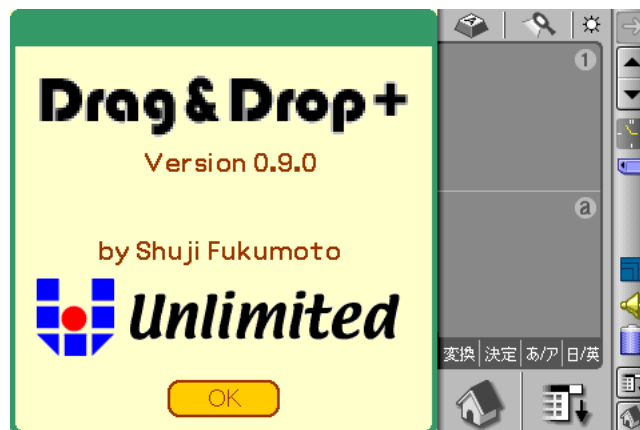 Drag & Drop+
Version 0.9.0
by Shuji Fukumoto
Unlimited
OK
1
a
変換 決定 あ/ア 日/英